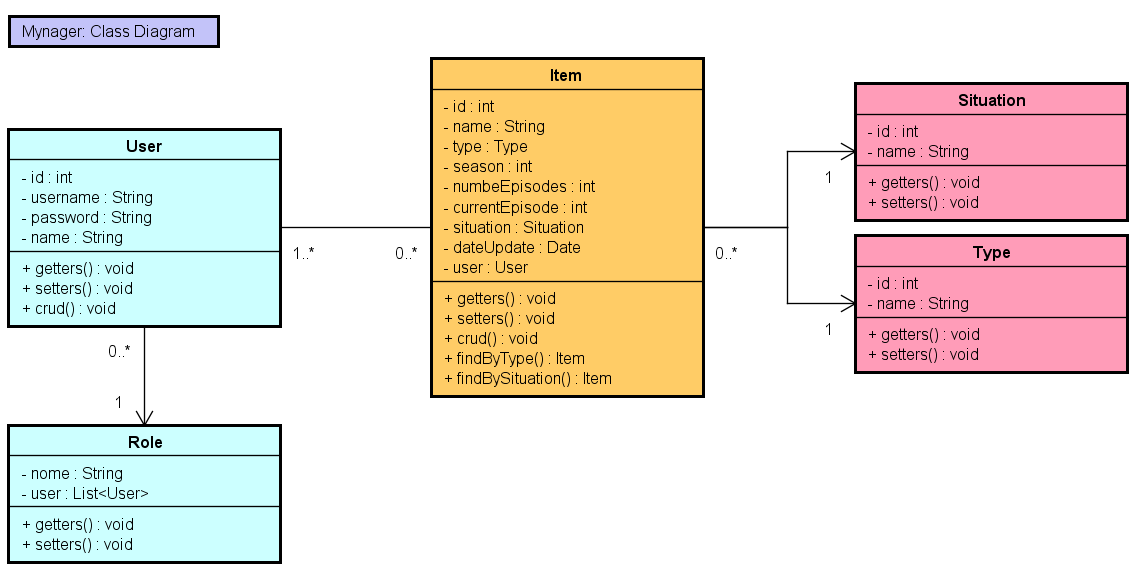 Mynager: Class Diagram
User
- id : int
- username : String
- password : String
- name : String
+ getters() : void
+ setters() : void
+ crud() : void
1..*
0..*
0..*
1
Role
- nome : String
- user : List<User>
+ getters() : void
+ setters() : void
Item
- id : int
- name : String
- type : Type
- season : int
- numbeEpisodes : int
- currentEpisode : int
- situation : Situation
- dateUpdate : Date
- user : User
+ getters() : void
+ setters() : void
+ crud() : void
+ findByType() : Item
+ findBySituation() : Item
0..*
1
1
Situation
- id : int
- name : String
+ getters() : void
+ setters() : void
Type
- id : int
- name : String
+ getters() : void
+ setters() : void